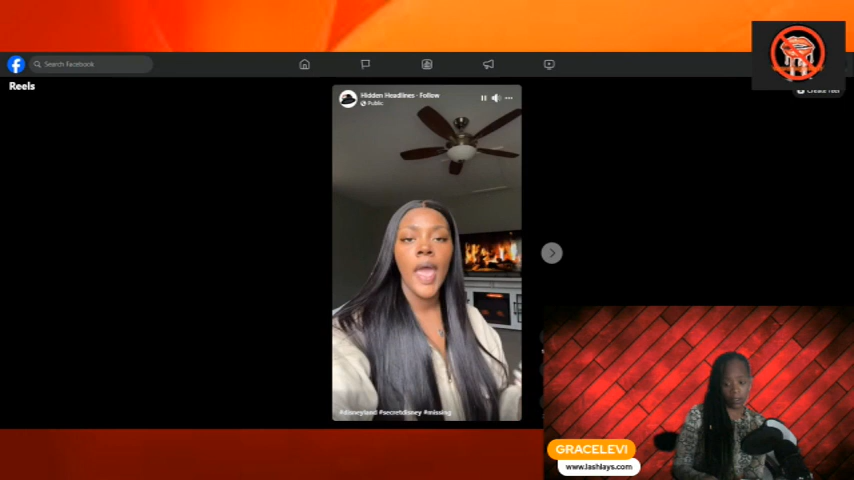 Search Facebook
Reels
Hidden Headlines · Follow
Public
Create reel
#disneyland #secretdisney #missing
GRACELEVI
www.lashlays.com